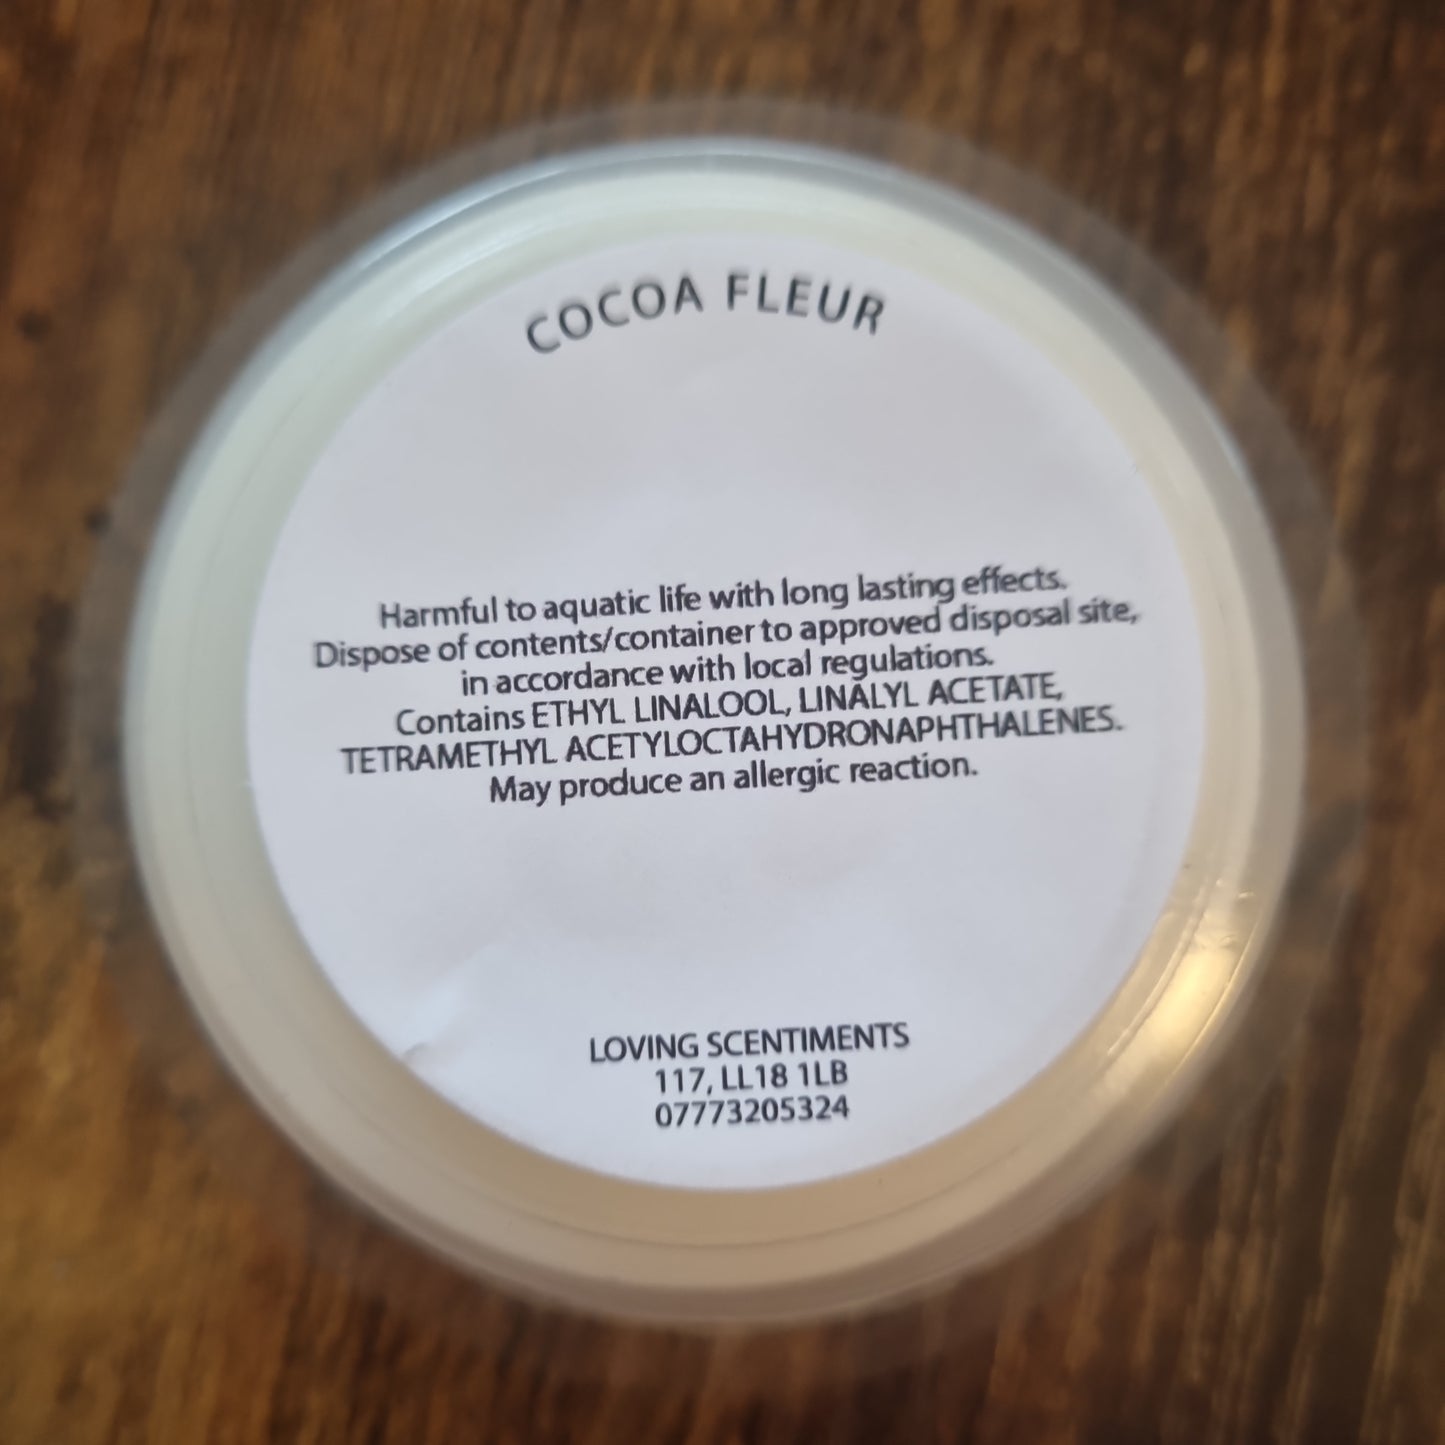 COCOA FLEUR
Harmful to aquatic life with long lasting effects.
Dispose of contents/container to approved disposal site,
in accordance with local regulations.
Contains ETHYL LINALOOL, LINALYL ACETATE,
TETRAMETHYL ACETYLOCTAHYDRONAPHTHALENES.
May produce an allergic reaction.
LOVING SCENTIMENTS
117, LL18 1LB
07773205324